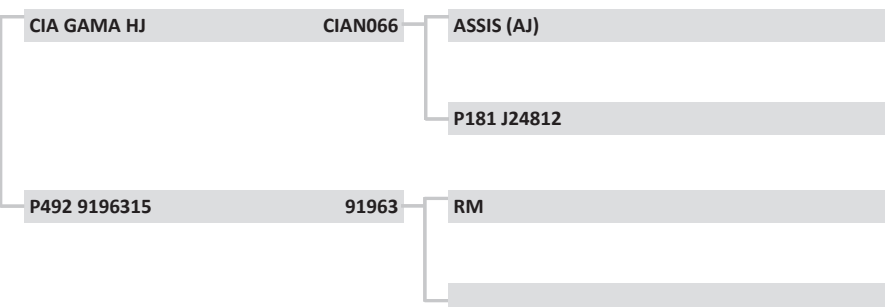 CIA GAMA HJ CIAN066
ASSIS (AJ)
P181 J24812
P492 9196315 91963
RM